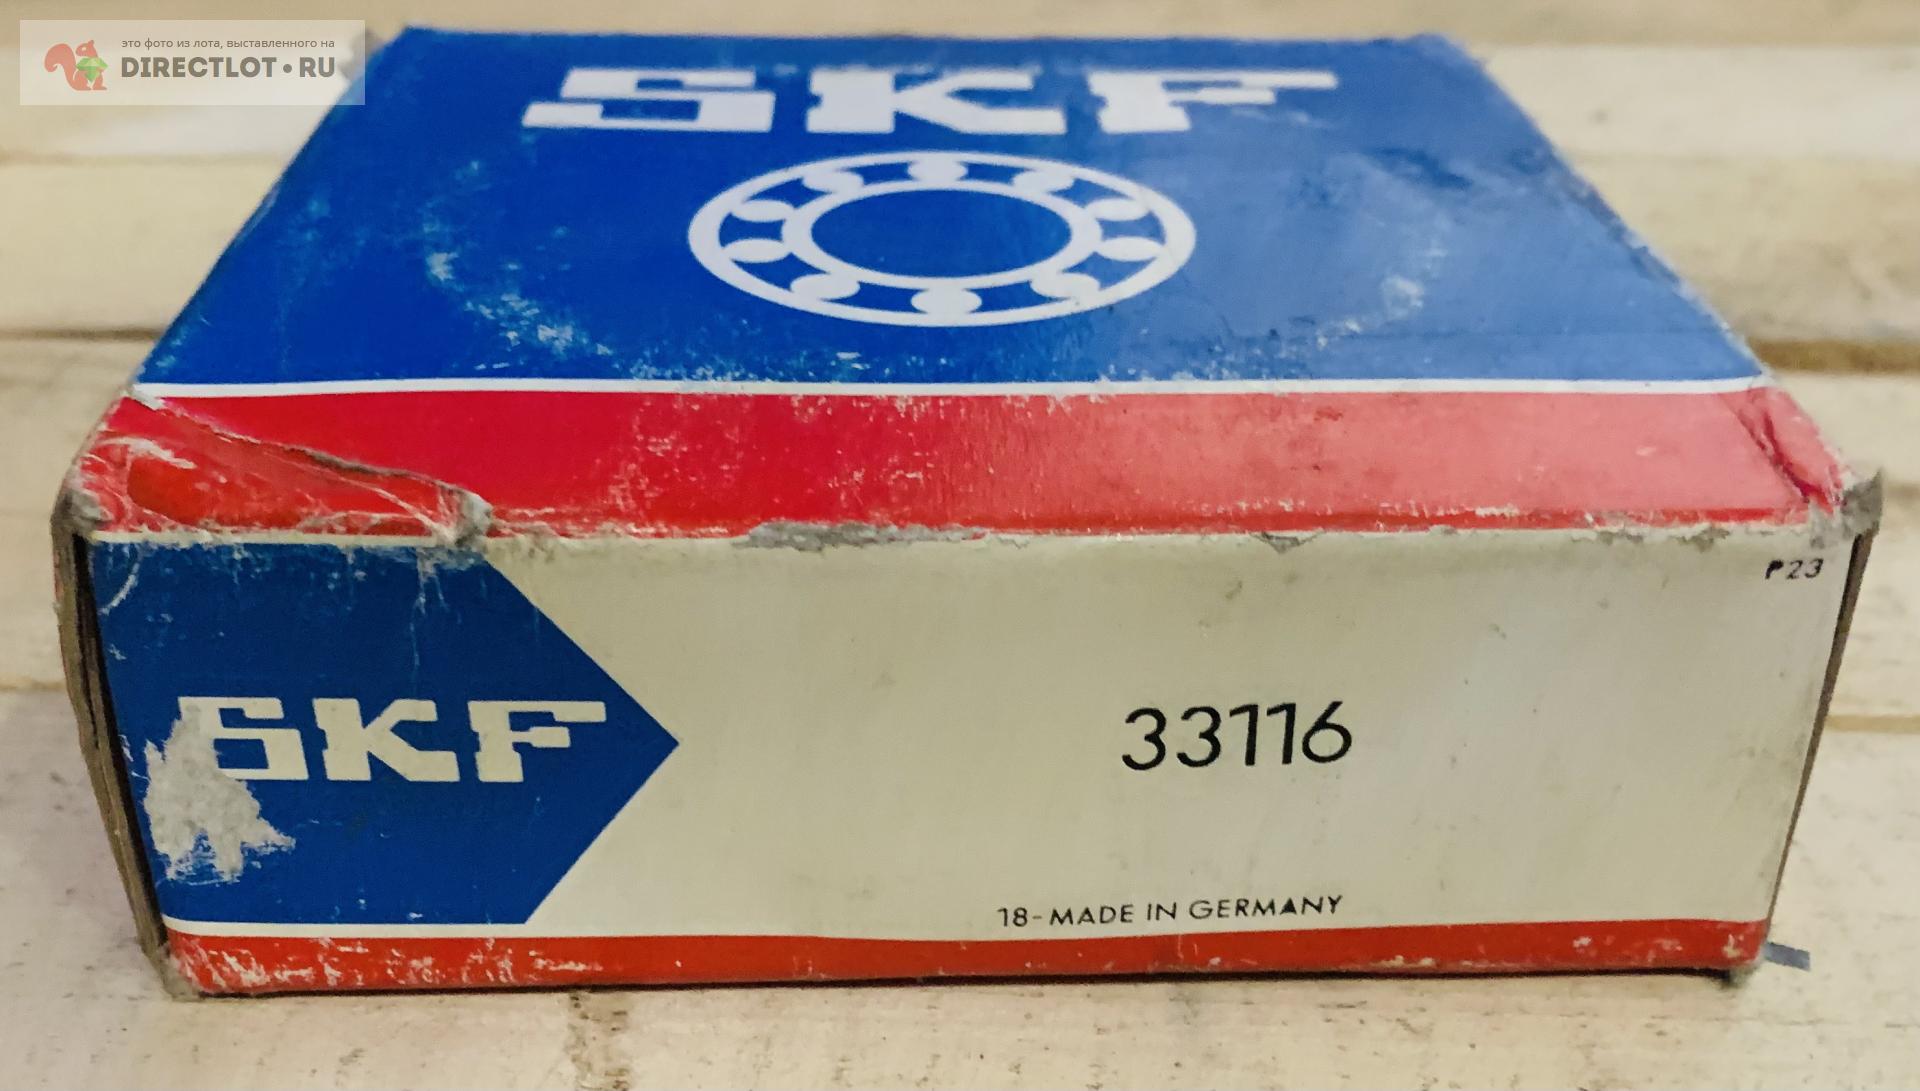 это фото из лота, выставленного на
DIRECTLOT•RU
SKF
P23
SKF
33116
18-MADE IN GERMANY